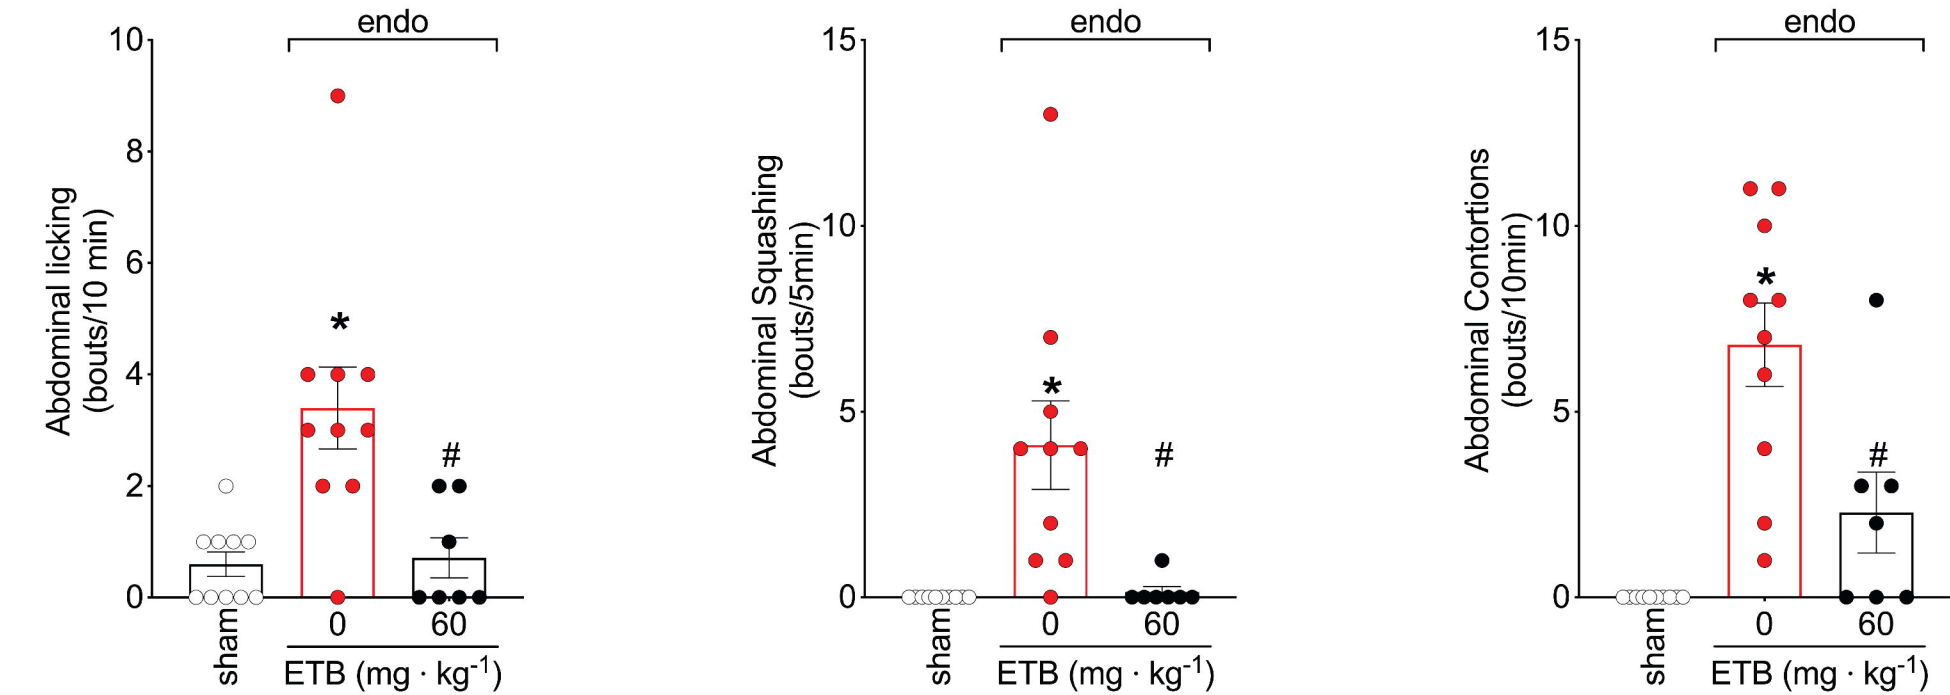 endo
10
8
6
4
2
0
Abdominal licking
(bouts/10 min)
*
#
sham
0
60
ETB (mg · kg⁻¹)
endo
15
10
5
0
Abdominal Squashing
(bouts/5min)
*
#
sham
0
60
ETB (mg · kg⁻¹)
endo
15
10
5
0
Abdominal Contortions
(bouts/10min)
*
#
sham
0
60
ETB (mg · kg⁻¹)